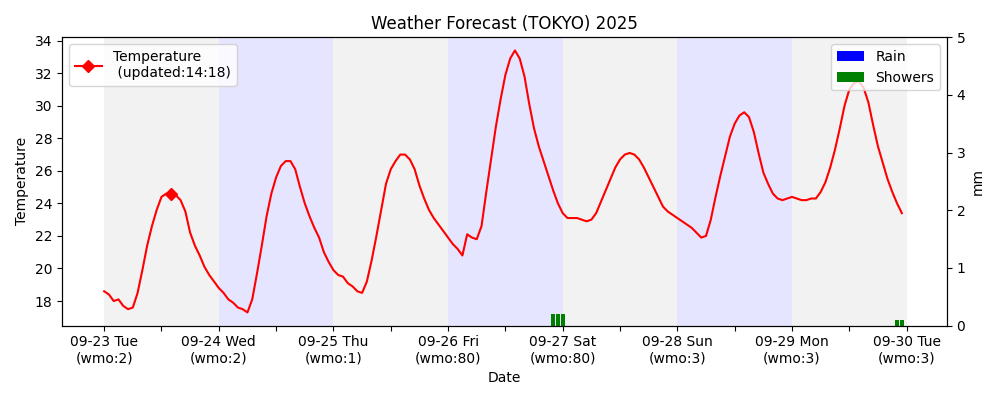 Weather Forecast (TOKYO) 2025
Temperature
(updated:14:18)
Rain
Showers
34
32
30
28
26
24
22
20
18
Temperature
5
4
3
2
1
0
mm
09-23 Tue
(wmo:2)
09-24 Wed
(wmo:2)
09-25 Thu
(wmo:1)
09-26 Fri
(wmo:80)
09-27 Sat
(wmo:80)
09-28 Sun
(wmo:3)
09-29 Mon
(wmo:3)
09-30 Tue
(wmo:3)
Date